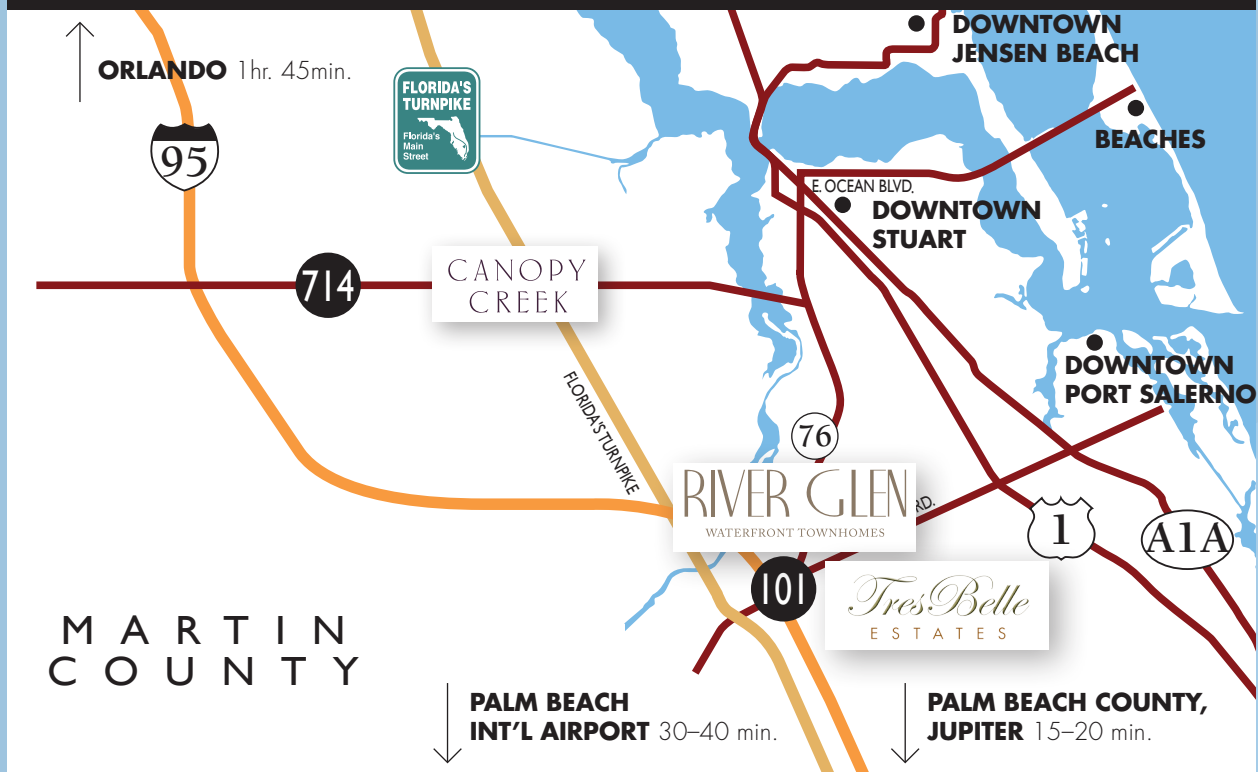 DOWNTOWN
JENSEN BEACH
ORLANDO 1hr. 45min.
FLORIDA'S
TURNPIKE
Florida's
Main
Street
95
BEACHES
E. OCEAN BLVD.
DOWNTOWN
STUART
714
CANOPY
CREEK
DOWNTOWN
PORT SALERNO
FLORIDA'S TURNPIKE
76
RIVER GLEN
WATERFRONT TOWNHOMES
RD.
1
A1A
101
Tres Belle
ESTATES
MARTIN
COUNTY
PALM BEACH
INT'L AIRPORT 30–40 min.
PALM BEACH COUNTY,
JUPITER 15–20 min.